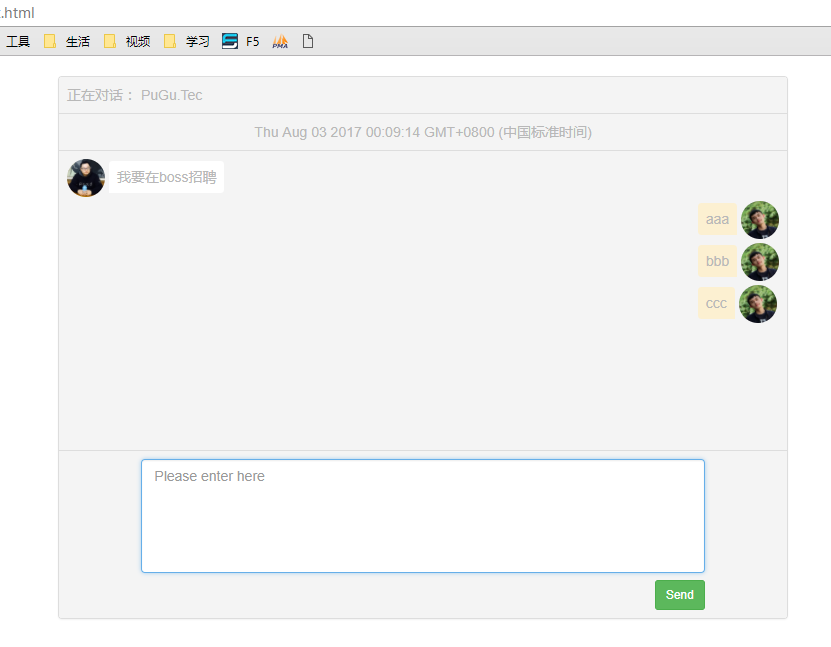 .html
工具 生活 视频 学习 F5 PMA
正在对话： PuGu.Tec
Thu Aug 03 2017 00:09:14 GMT+0800 (中国标准时间)
我要在boss招聘
aaa
bbb
ccc
Please enter here
Send